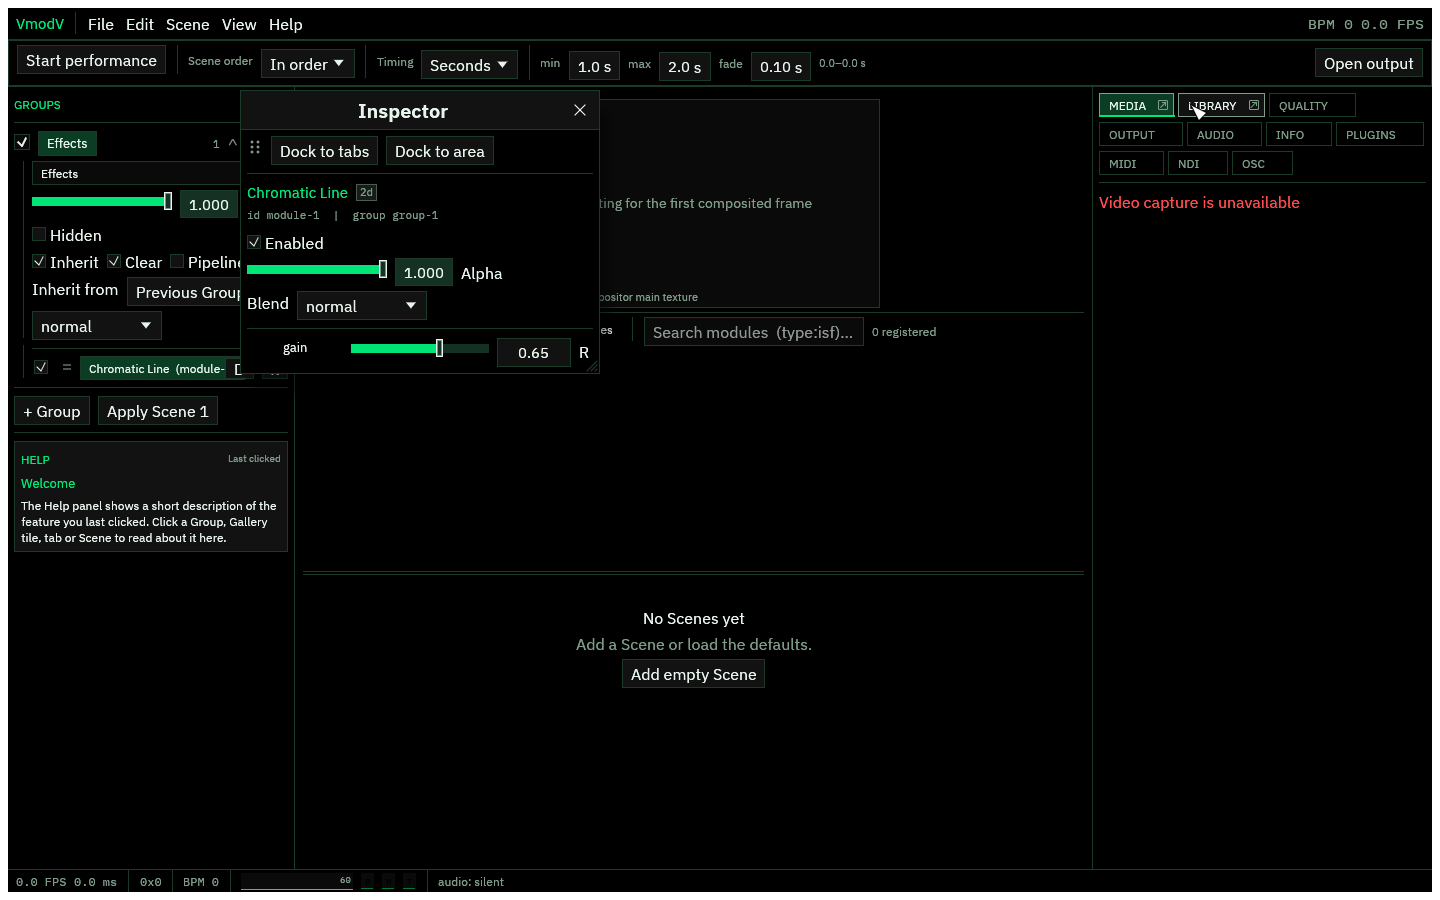 VmodV File Edit Scene View Help BPM 0 0.0 FPS
Start performance Scene order In order Timing Seconds min 1.0 s max 2.0 s fade 0.10 s 0.0–0.0 s Open output
GROUPS
Effects 1 ^
Effects
1.000
Hidden
Inherit Clear Pipeline
Inherit from Previous Group
normal
= Chromatic Line (module-
+ Group Apply Scene 1
HELP Last clicked
Welcome
The Help panel shows a short description of the
feature you last clicked. Click a Group, Gallery
tile, tab or Scene to read about it here.
Inspector
Dock to tabs Dock to area
Chromatic Line 2d
id module-1 | group group-1
Enabled
1.000 Alpha
Blend normal
gain 0.65 R
ting for the first composited frame
positor main texture
es Search modules (type:isf)... 0 registered
No Scenes yet
Add a Scene or load the defaults.
Add empty Scene
MEDIA LIBRARY QUALITY
OUTPUT AUDIO INFO PLUGINS
MIDI NDI OSC
Video capture is unavailable
0.0 FPS 0.0 ms 0x0 BPM 0 60 audio: silent